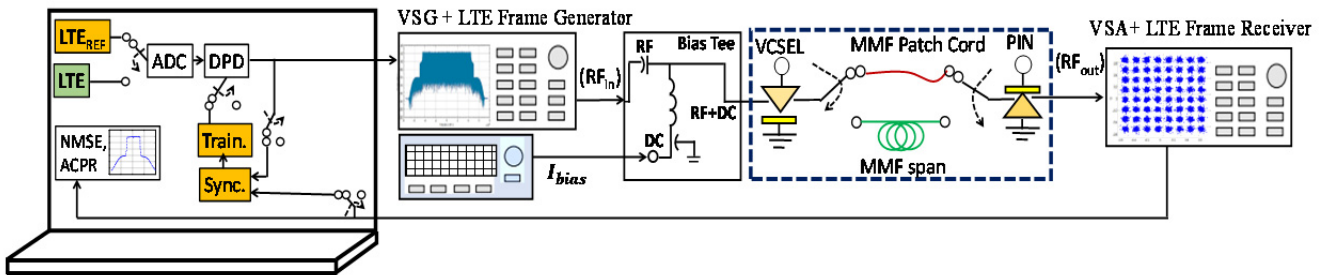 VSG + LTE Frame Generator
VSA+ LTE Frame Receiver
LTE_REF
LTE
ADC
DPD
Train.
Sync.
NMSE,
ACPR
(RF_in)
I_bias
RF
Bias Tee
DC
RF+DC
VCSEL
MMF Patch Cord
PIN
MMF span
(RF_out)